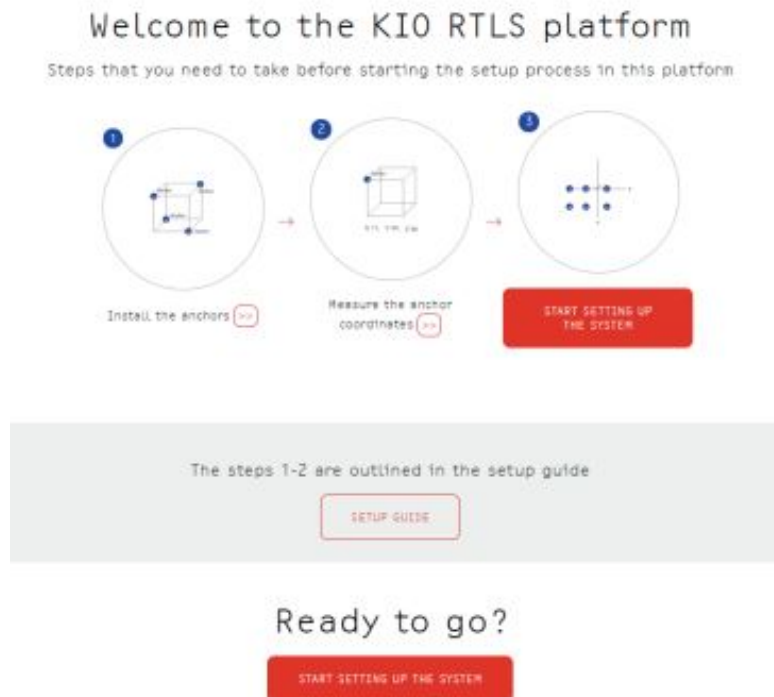 Welcome to the KIO RTLS platform
Steps that you need to take before starting the setup process in this platform
1
2
3
Install the anchors >>
Measure the anchor
coordinates >>
START SETTING UP
THE SYSTEM
The steps 1-2 are outlined in the setup guide
SETUP GUIDE
Ready to go?
START SETTING UP THE SYSTEM